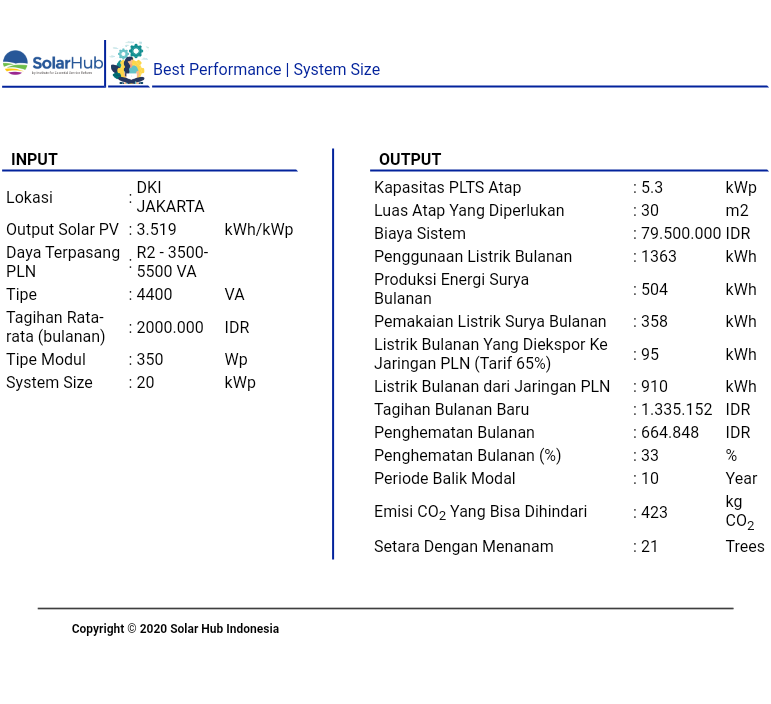 SolarHub
Best Performance | System Size
INPUT
Lokasi : DKI
JAKARTA
Output Solar PV : 3.519 kWh/kWp
Daya Terpasang
PLN : R2 - 3500-
5500 VA
Tipe : 4400 VA
Tagihan Rata-
rata (bulanan) : 2000.000 IDR
Tipe Modul : 350 Wp
System Size : 20 kWp
OUTPUT
Kapasitas PLTS Atap : 5.3 kWp
Luas Atap Yang Diperlukan : 30 m2
Biaya Sistem : 79.500.000 IDR
Penggunaan Listrik Bulanan : 1363 kWh
Produksi Energi Surya
Bulanan : 504 kWh
Pemakaian Listrik Surya Bulanan : 358 kWh
Listrik Bulanan Yang Diekspor Ke
Jaringan PLN (Tarif 65%) : 95 kWh
Listrik Bulanan dari Jaringan PLN : 910 kWh
Tagihan Bulanan Baru : 1.335.152 IDR
Penghematan Bulanan : 664.848 IDR
Penghematan Bulanan (%) : 33 %
Periode Balik Modal : 10 Year
Emisi CO2 Yang Bisa Dihindari : 423 kg
CO2
Setara Dengan Menanam : 21 Trees
Copyright © 2020 Solar Hub Indonesia